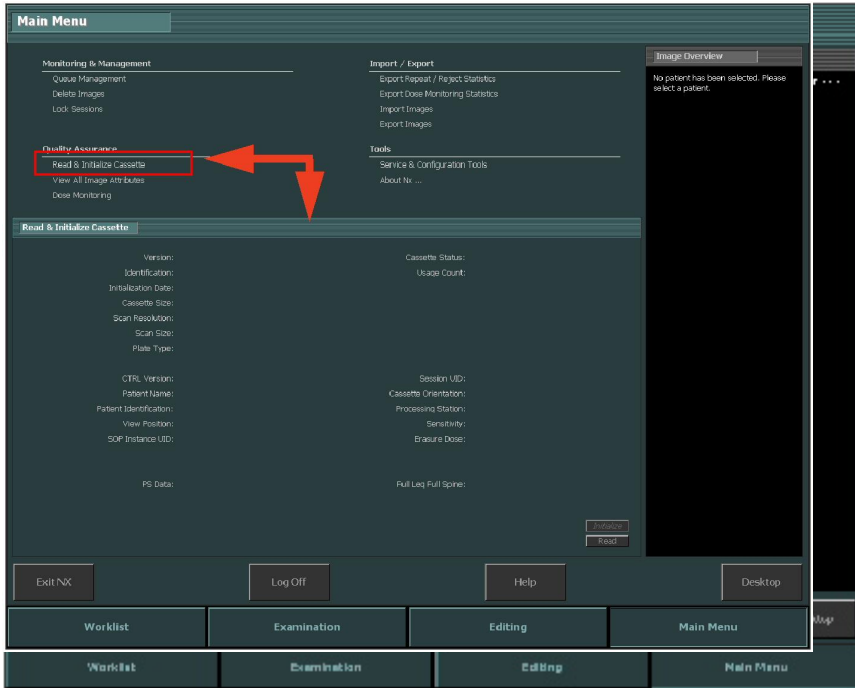 Main Menu
Monitoring & Management
Queue Management
Delete Images
Lock Sessions
Import / Export
Export Repeat / Reject Statistics
Export Dose Monitoring Statistics
Import Images
Export Images
Quality Assurance
Read & Initialize Cassette
View All Image Attributes
Dose Monitoring
Tools
Service & Configuration Tools
About Nx ...
Image Overview
No patient has been selected. Please
select a patient.
r ...
Read & Initialize Cassette
Version:
Identification:
Initialization Date:
Cassette Size:
Scan Resolution:
Scan Size:
Plate Type:
Cassette Status:
Usage Count:
CTRL Version:
Patient Name:
Patient Identification:
View Position:
SOP Instance UID:
Session UID:
Cassette Orientation:
Processing Station:
Sensitivity:
Erasure Dose:
PS Data:
Full Leg Full Spine:
Initialize
Read
Exit NX
Log Off
Help
Desktop
Worklist
Examination
Editing
Main Menu
Worklist
Examination
Editing
Main Menu